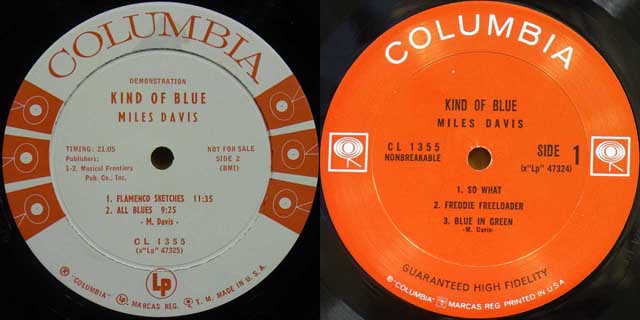 COLUMBIA
DEMONSTRATION
KIND OF BLUE
MILES DAVIS
TIMING: 21:05
Publishers:
1-2. Musical Frontiers
Pub. Co., Inc.
NOT FOR SALE
SIDE 2
(BMI)
1. FLAMENCO SKETCHES 11:35
2. ALL BLUES 9:25
- M. Davis -
CL 1355
(x"Lp" 47325)
Lp
® "COLUMBIA" Lp MARCAS REG. ® T. M. MADE IN U.S.A.
COLUMBIA
KIND OF BLUE
MILES DAVIS
CL 1355
NONBREAKABLE
SIDE 1
(x"Lp" 47324)
1. SO WHAT
2. FREDDIE FREELOADER
3. BLUE IN GREEN
-M. Davis-
GUARANTEED HIGH FIDELITY
® "COLUMBIA" MARCAS REG. PRINTED IN U.S.A.